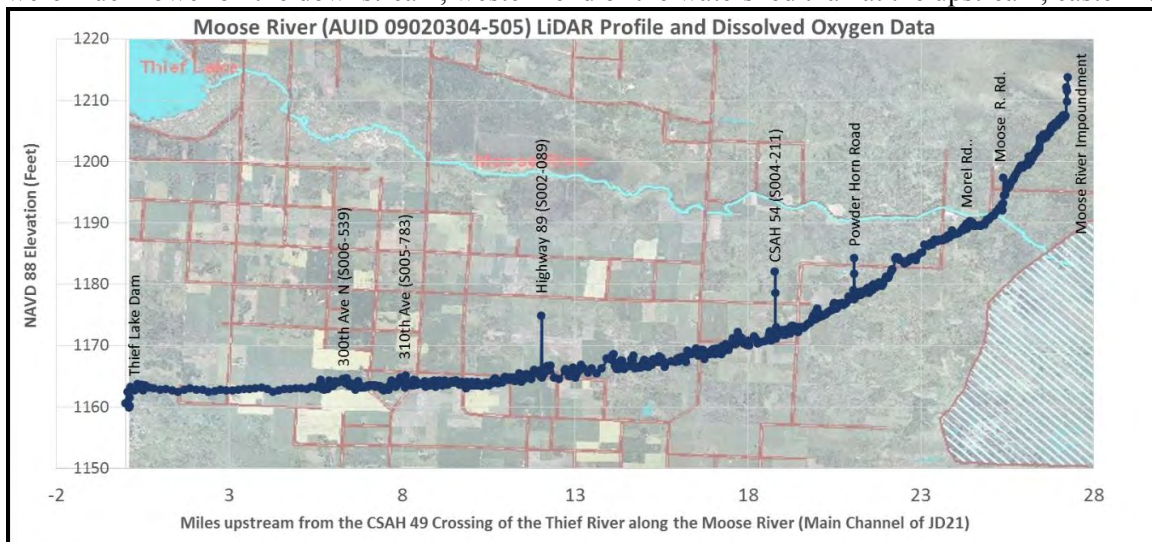 Moose River (AUID 09020304-505) LiDAR Profile and Dissolved Oxygen Data
NAVD 88 Elevation (Feet)
1220
1210
1200
1190
1180
1170
1160
1150
Thief Lake
Moose River
Thief Lake Dam
300th Ave N (S006-539)
310th Ave (S005-783)
Highway 89 (S002-089)
CSAH 54 (S004-211)
Powder Horn Road
Morel Rd..
Moose R. Rd.
Moose River Impoundment
-2
3
8
13
18
23
28
Miles upstream from the CSAH 49 Crossing of the Thief River along the Moose River (Main Channel of JD21)